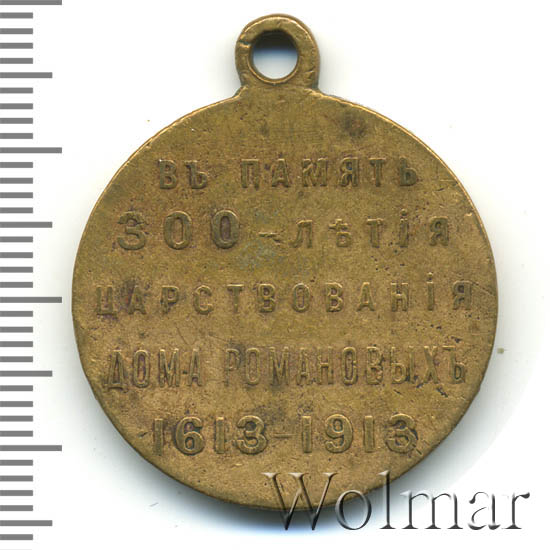 ВЪ ПАМЯТЬ
300-ЛѢТІЯ
ЦАРСТВОВАНІЯ
ДОМА РОМАНОВЫХЪ
1613-1913
Wolmar